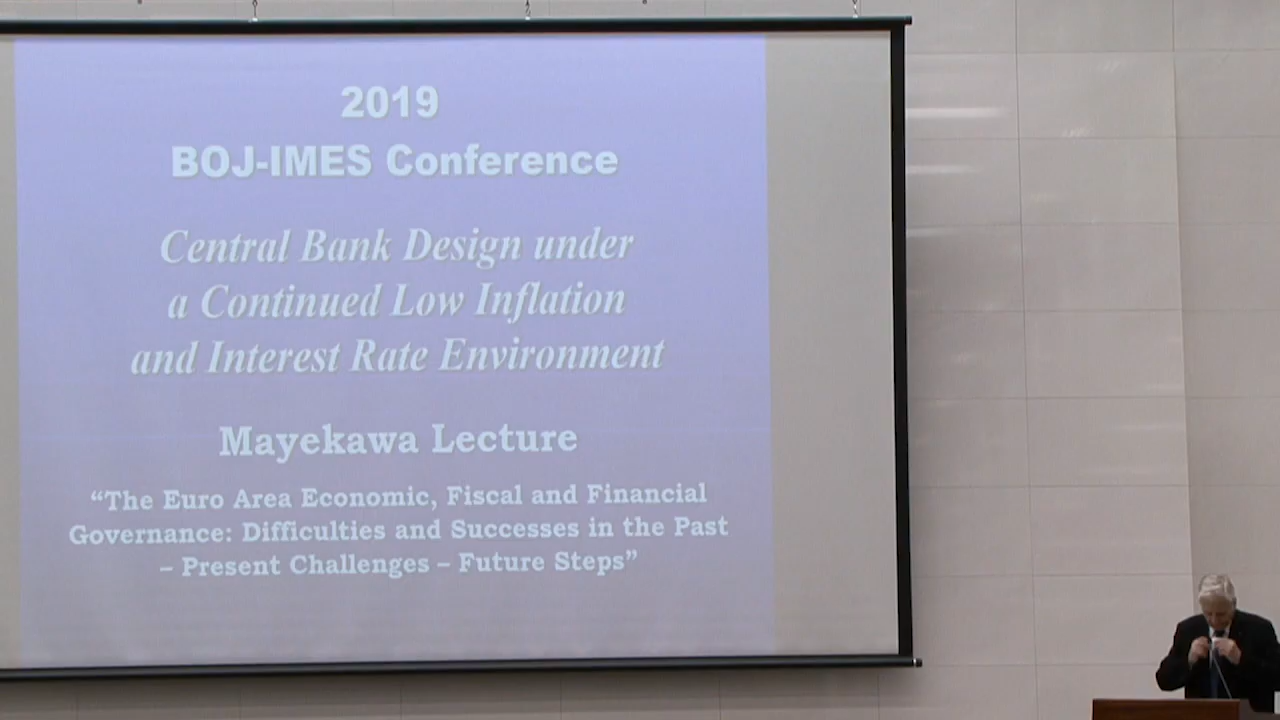 2019
BOJ-IMES Conference
Central Bank Design under
a Continued Low Inflation
and Interest Rate Environment
Mayekawa Lecture
“The Euro Area Economic, Fiscal and Financial
Governance: Difficulties and Successes in the Past
– Present Challenges – Future Steps”